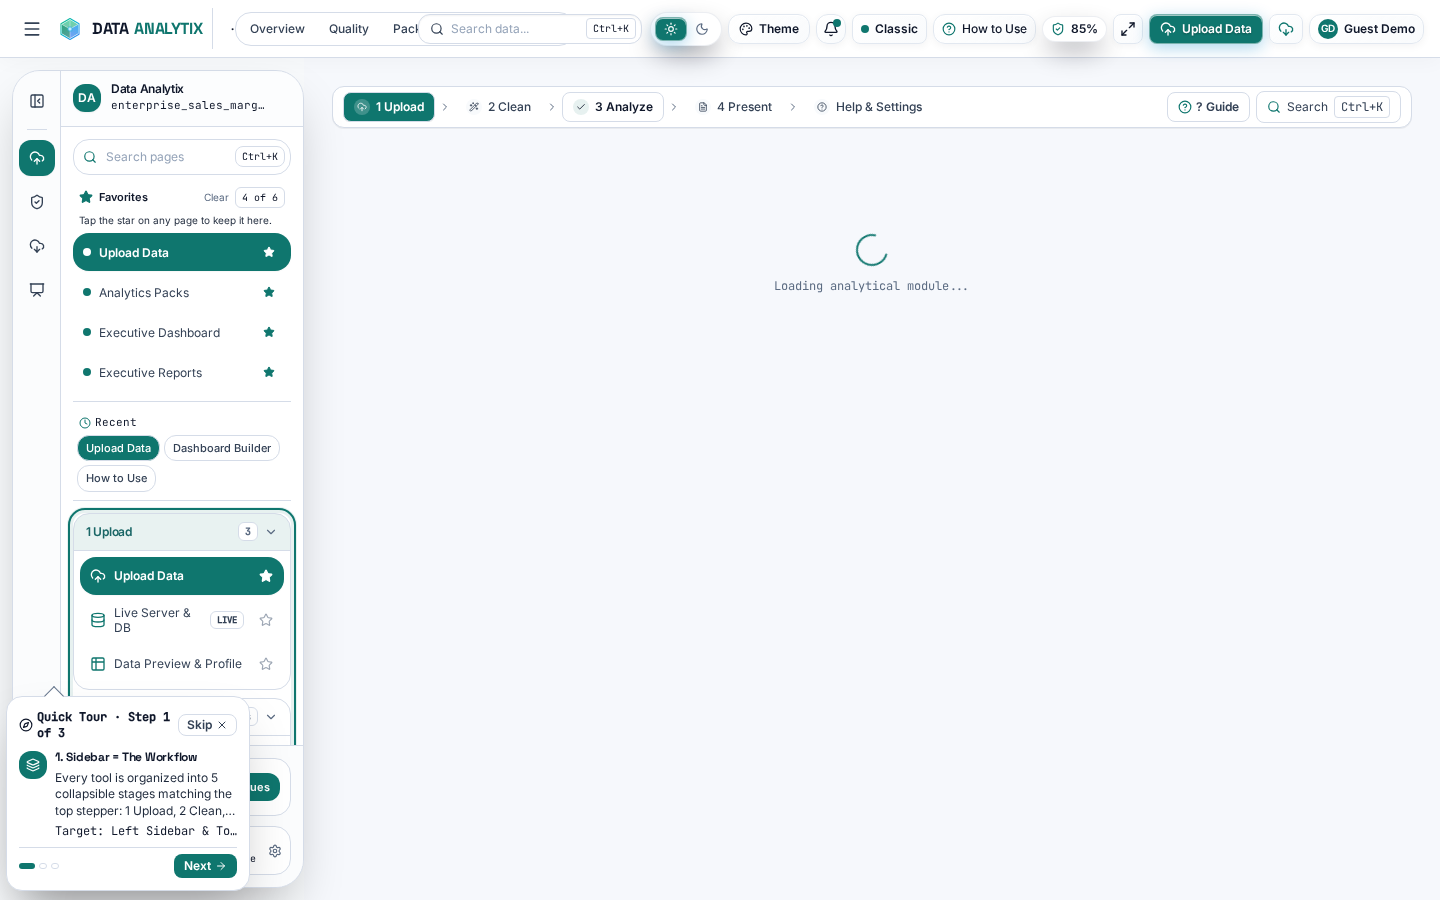 DATA ANALYTIX
Overview
Quality
Search data...
Ctrl+K
Theme
Classic
How to Use
85%
Upload Data
GD
Guest Demo
DA
Data Analytix
enterprise_sales_marg…
Search pages
Ctrl+K
Favorites
Clear
4 of 6
Tap the star on any page to keep it here.
Upload Data
Analytics Packs
Executive Dashboard
Executive Reports
Recent
Upload Data
Dashboard Builder
How to Use
1 Upload
3
Upload Data
Live Server &
DB
LIVE
Data Preview & Profile
Quick Tour · Step 1
of 3
Skip
1. Sidebar = The Workflow
Every tool is organized into 5
collapsible stages matching the
top stepper: 1 Upload, 2 Clean,…
Target: Left Sidebar & To…
Next
1 Upload
2 Clean
3 Analyze
4 Present
Help & Settings
? Guide
Search
Ctrl+K
Loading analytical module...